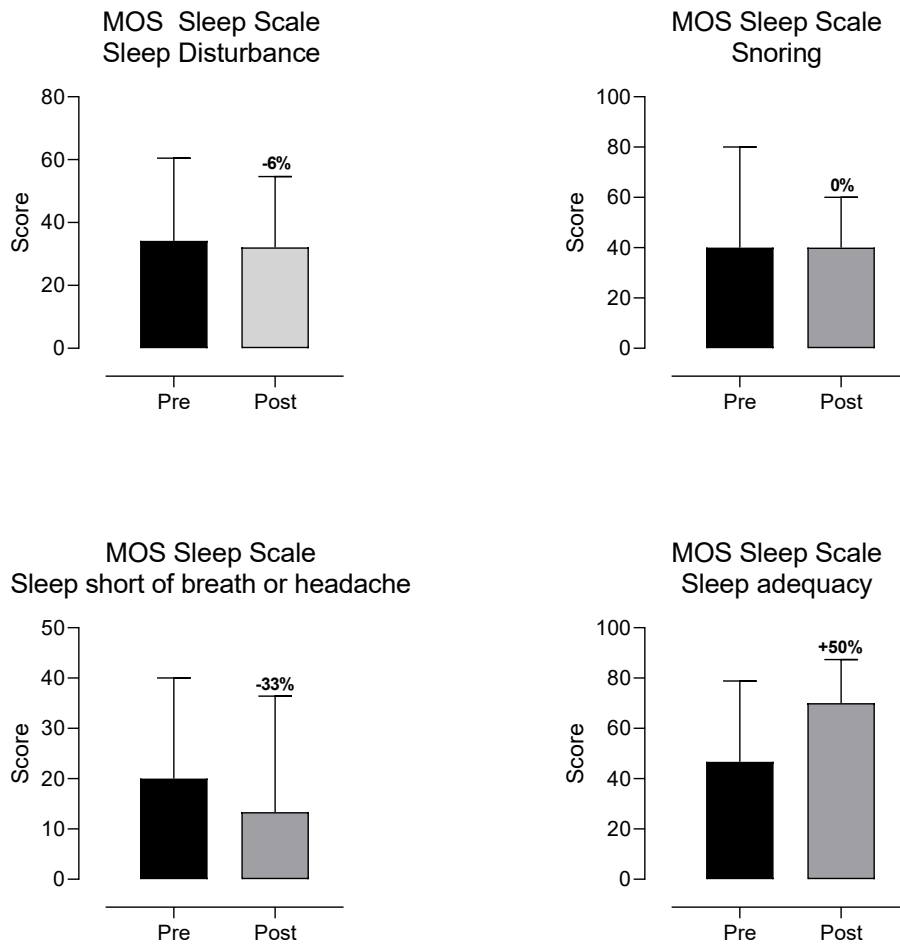 MOS  Sleep Scale
Sleep Disturbance
80
60
40
20
0
Score
-6%
Pre
Post
MOS Sleep Scale
Snoring
100
80
60
40
20
0
Score
0%
Pre
Post
MOS Sleep Scale
Sleep short of breath or headache
50
40
30
20
10
0
Score
-33%
Pre
Post
MOS Sleep Scale
Sleep adequacy
100
80
60
40
20
0
Score
+50%
Pre
Post